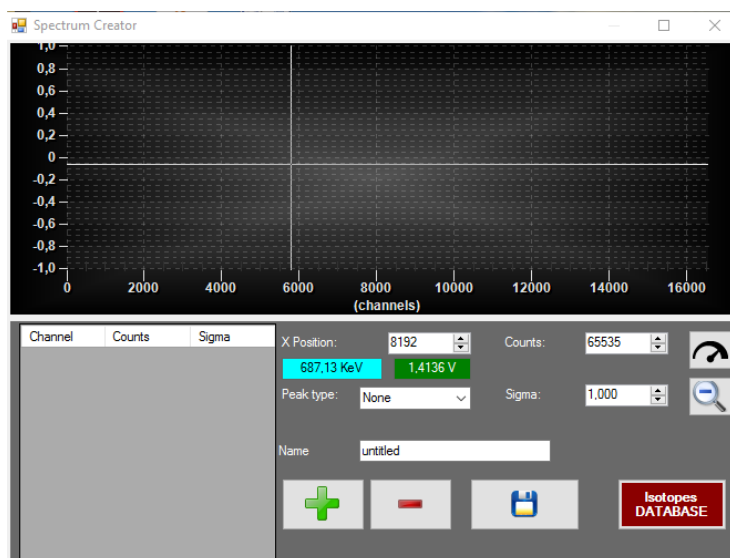 Spectrum Creator
1,0
0,8
0,6
0,4
0,2
0
-0,2
-0,4
-0,6
-0,8
-1,0
0 2000 4000 6000 8000 10000 12000 14000 16000
(channels)
Channel Counts Sigma
X Position: 8192 Counts: 65535
687,13 KeV 1,4136 V
Peak type: None Sigma: 1,000
Name untitled
Isotopes
DATABASE